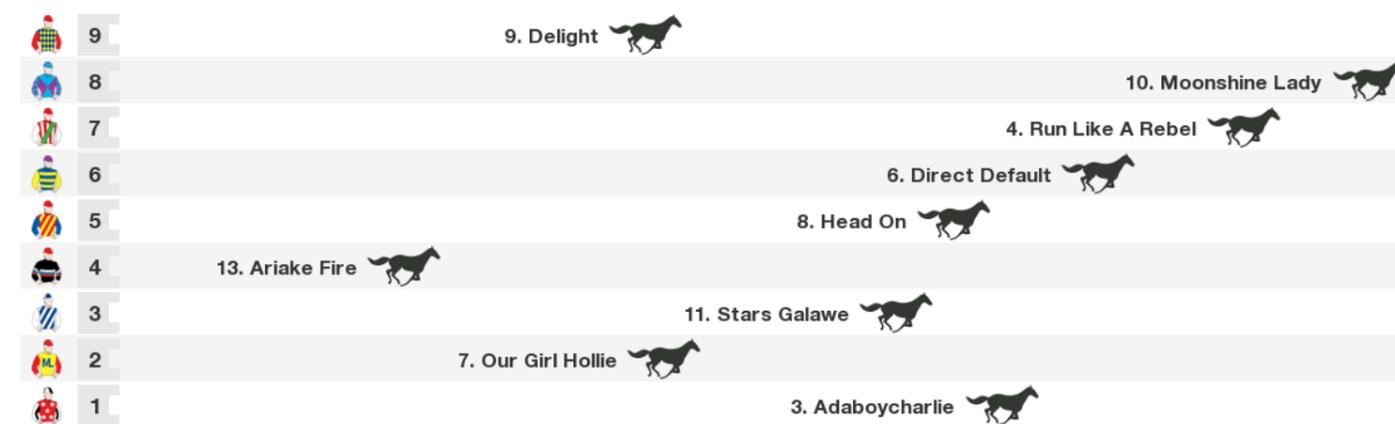 9 9. Delight
8 10. Moonshine Lady
7 4. Run Like A Rebel
6 6. Direct Default
5 8. Head On
4 13. Ariake Fire
3 11. Stars Galawe
ML 2 7. Our Girl Hollie
1 3. Adaboycharlie